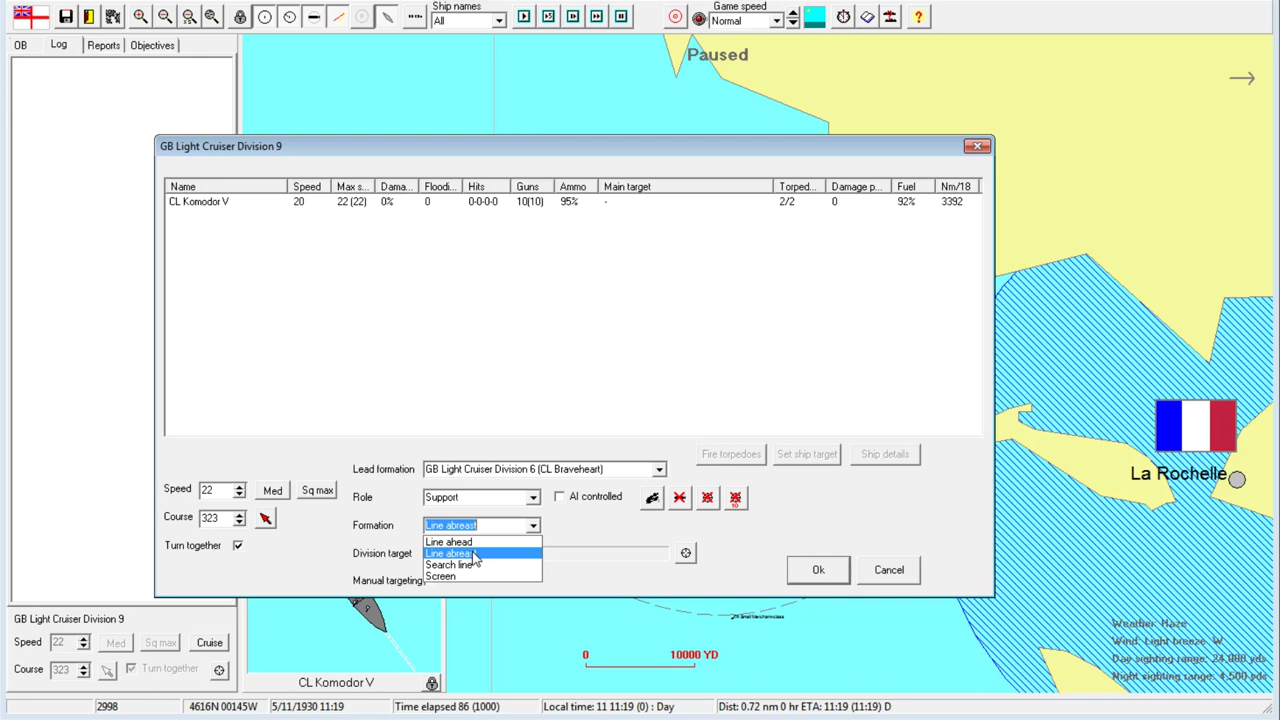 Ship names
All
Game speed
Normal
?
OB
Log
Reports
Objectives
Paused
GB Light Cruiser Division 9
Name Speed Max s... Dama... Floodi... Hits Guns Ammo Main target Torped... Damage p... Fuel Nm/18
CL Komodor V 20 22 (22) 0% 0 0-0-0-0 10(10) 95% - 2/2 0 92% 3392
Fire torpedoes
Set ship target
Ship details
Lead formation GB Light Cruiser Division 6 (CL Braveheart)
Speed 22 Med Sq max
Role Support AI controlled
10
Course 323
Formation Line abreast
Turn together
Line ahead
Division target Line abreast
Search line
Manual targeting Screen
Ok
Cancel
La Rochelle
GB Light Cruiser Division 9
Speed 22 Med Sq max Cruise
Course 323 Turn together
CL Komodor V
0 10000 YD
Weather: Haze
Wind: Light breeze W
Day sighting range: 24,000 yds
Night sighting range: 4,500 yds
2998
4616N 00145W
5/11/1930 11:19
Time elapsed 86 (1000)
Local time: 11 11:19 (0) : Day
Dist: 0.72 nm 0 hr ETA: 11:19 (11:19) D